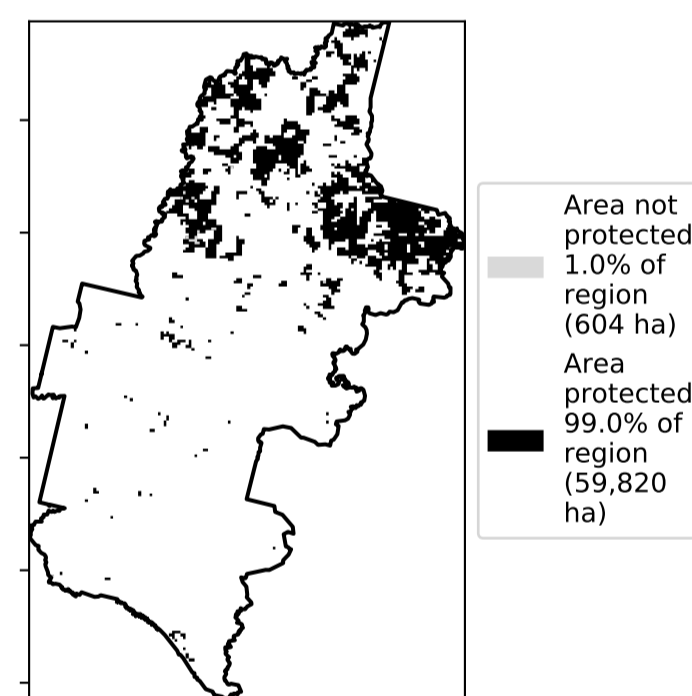 Area not
protected
1.0% of
region
(604 ha)
Area
protected
99.0% of
region
(59,820
ha)